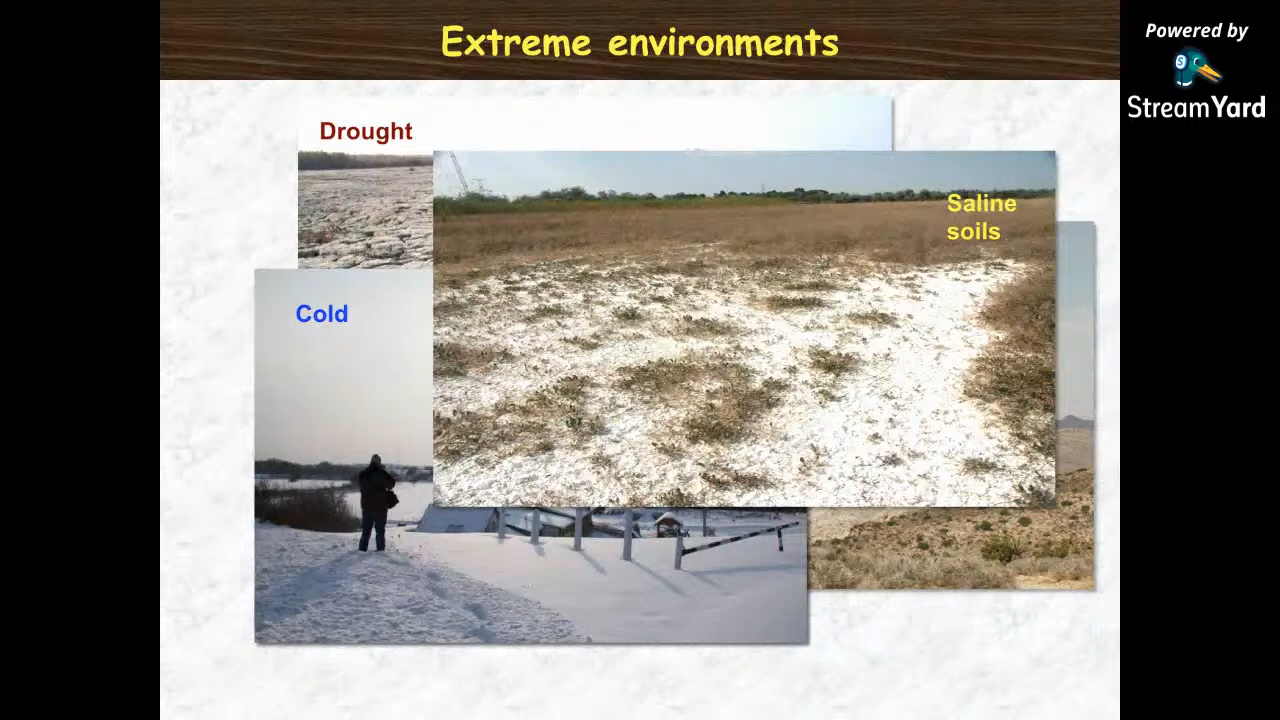 Extreme environments
Powered by
StreamYard
Drought
Saline
soils
Cold